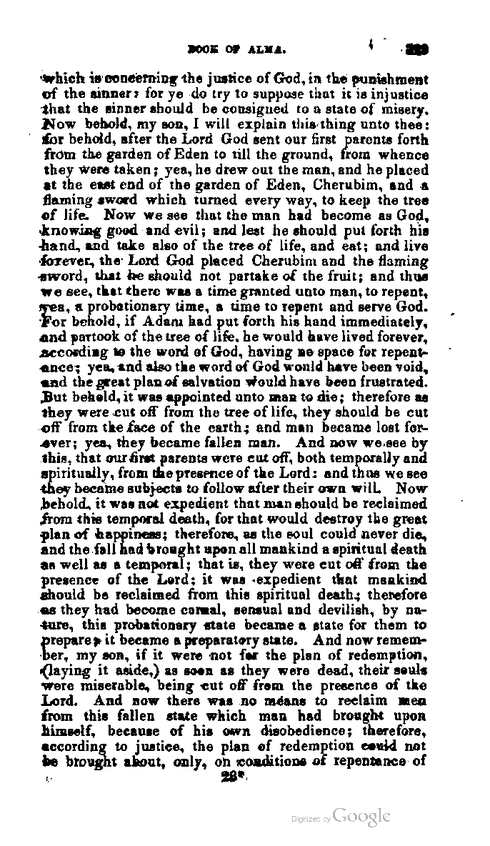 BOOK OF ALMA.
which is concerning the justice of God, in the punishment
of the sinner: for ye do try to suppose that it is injustice
that the sinner should be consigned to a state of misery.
Now behold, my son, I will explain this thing unto thee:
for behold, after the Lord God sent our first parents forth
from the garden of Eden to till the ground, from whence
they were taken; yea, he drew out the man, and he placed
at the east end of the garden of Eden, Cherubim, and a
flaming sword which turned every way, to keep the tree
of life. Now we see that the man had become as God,
knowing good and evil; and lest he should put forth his
hand, and take also of the tree of life, and eat; and live
forever, the Lord God placed Cherubim and the flaming
sword, that he should not partake of the fruit; and thus
we see, that there was a time granted unto man, to repent,
yea, a probationary time, a time to repent and serve God.
For behold, if Adam had put forth his hand immediately,
and partook of the tree of life, he would have lived forever,
according to the word of God, having no space for repent-
ance; yea, and also the word of God would have been void,
and the great plan of salvation would have been frustrated.
But behold, it was appointed unto man to die; therefore as
they were cut off from the tree of life, they should be cut
off from the face of the earth; and man became lost for-
ever; yea, they became fallen man. And now we see by
this, that our first parents were cut off, both temporally and
spiritually, from the presence of the Lord: and thus we see
they became subjects to follow after their own will. Now
behold, it was not expedient that man should be reclaimed
from this temporal death, for that would destroy the great
plan of happiness; therefore, as the soul could never die,
and the fall had brought upon all mankind a spiritual death
as well as a temporal; that is, they were cut off from the
presence of the Lord; it was expedient that mankind
should be reclaimed from this spiritual death; therefore
as they had become carnal, sensual and devilish, by na-
ture, this probationary state became a state for them to
prepare; it became a preparatory state. And now remem-
ber, my son, if it were not for the plan of redemption,
(laying it aside,) as soon as they were dead, their souls
were miserable, being cut off from the presence of the
Lord. And now there was no means to reclaim men
from this fallen state which man had brought upon
himself, because of his own disobedience; therefore,
according to justice, the plan of redemption could not
be brought about, only, on conditions of repentance of
28*
Digitized by Google